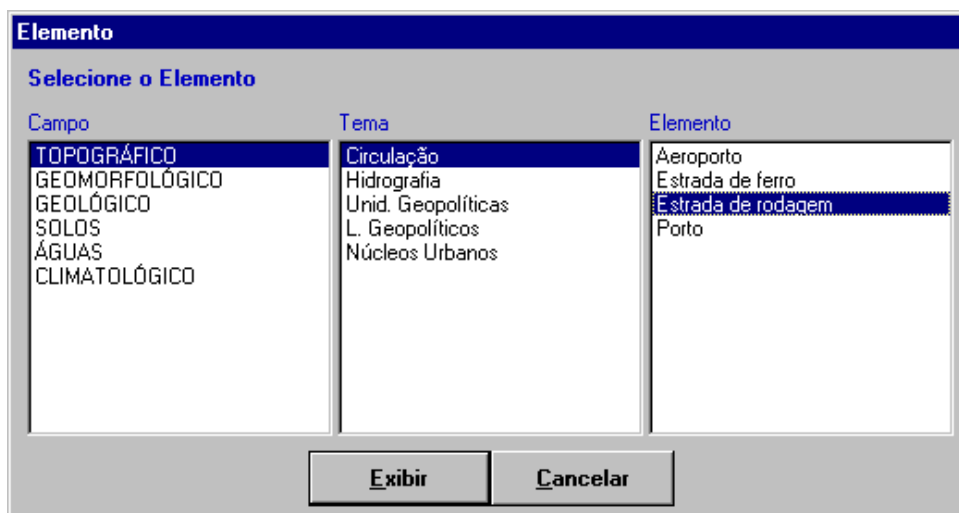 Elemento
Selecione o Elemento
Campo
TOPOGRÁFICO
GEOMORFOLÓGICO
GEOLÓGICO
SOLOS
ÁGUAS
CLIMATOLÓGICO
Tema
Circulação
Hidrografia
Unid. Geopolíticas
L. Geopolíticos
Núcleos Urbanos
Elemento
Aeroporto
Estrada de ferro
Estrada de rodagem
Porto
Exibir
Cancelar